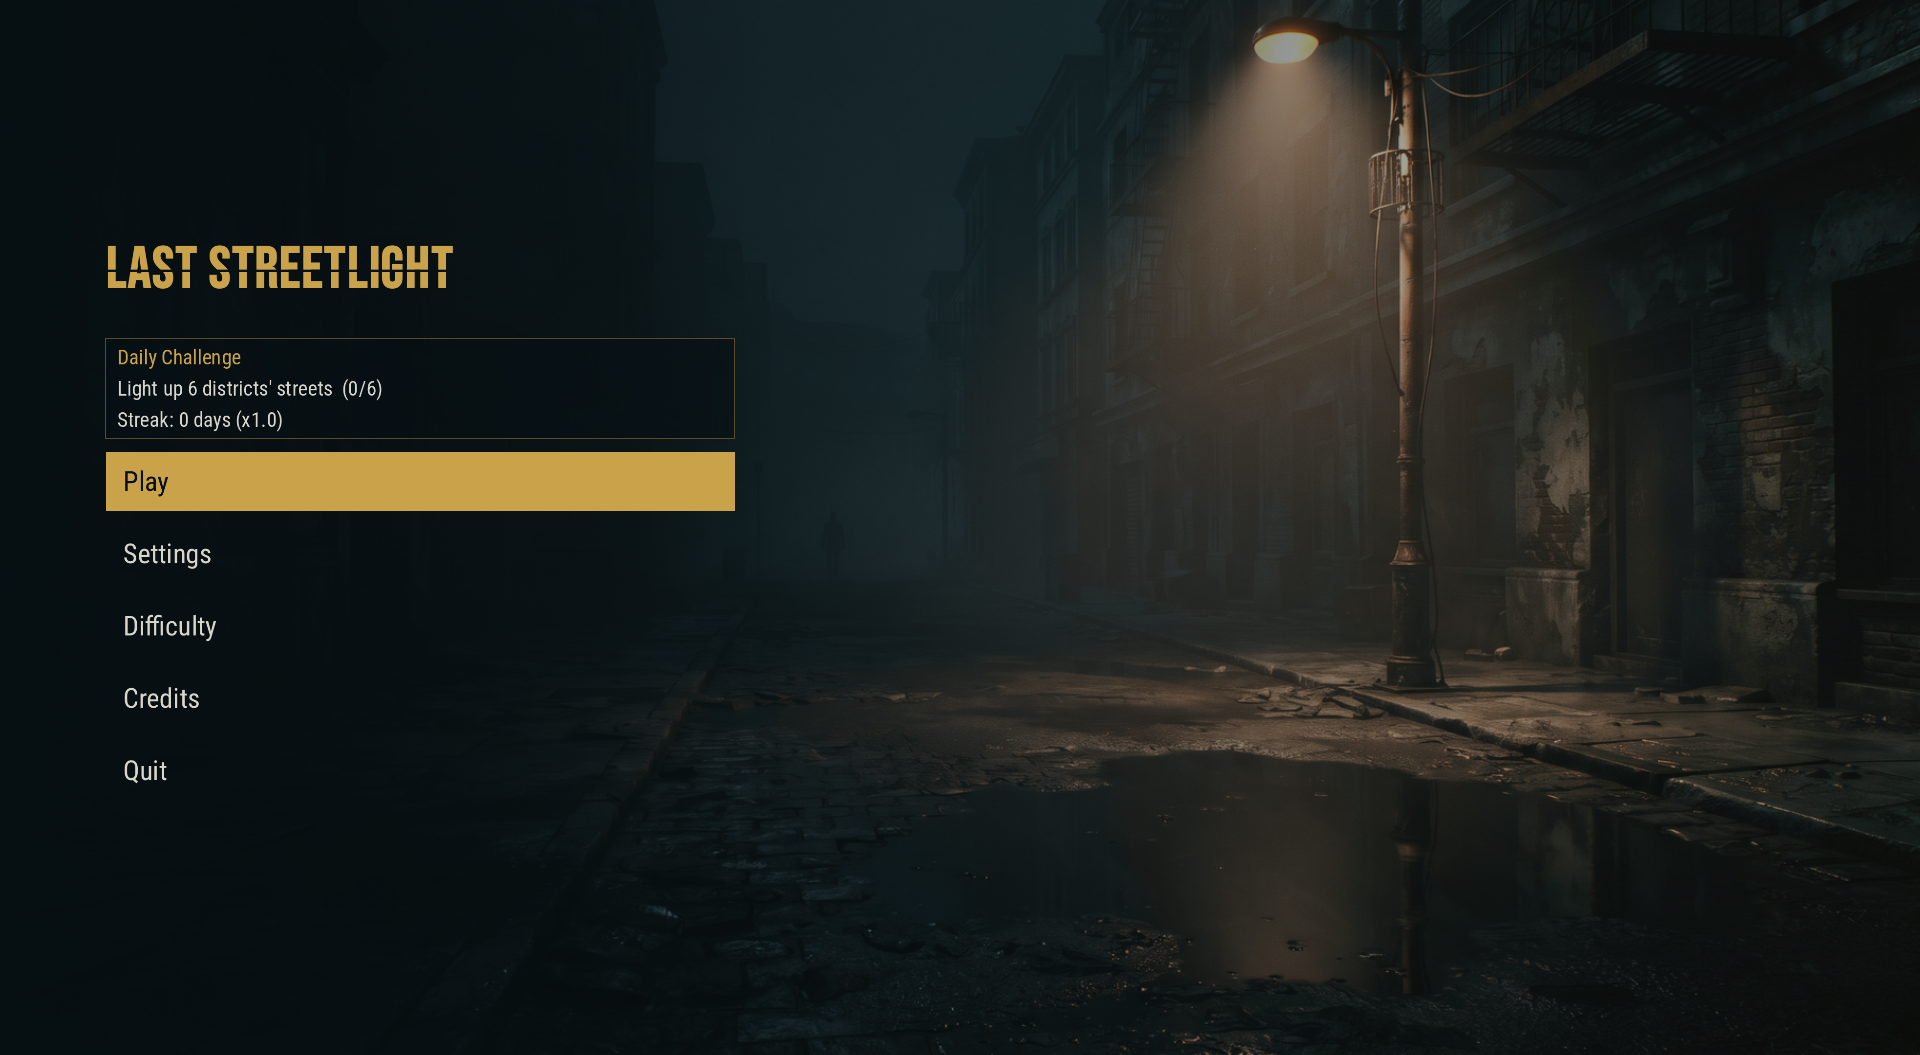 LAST STREETLIGHT
Daily Challenge
Light up 6 districts' streets (0/6)
Streak: 0 days (x1.0)
Play
Settings
Difficulty
Credits
Quit